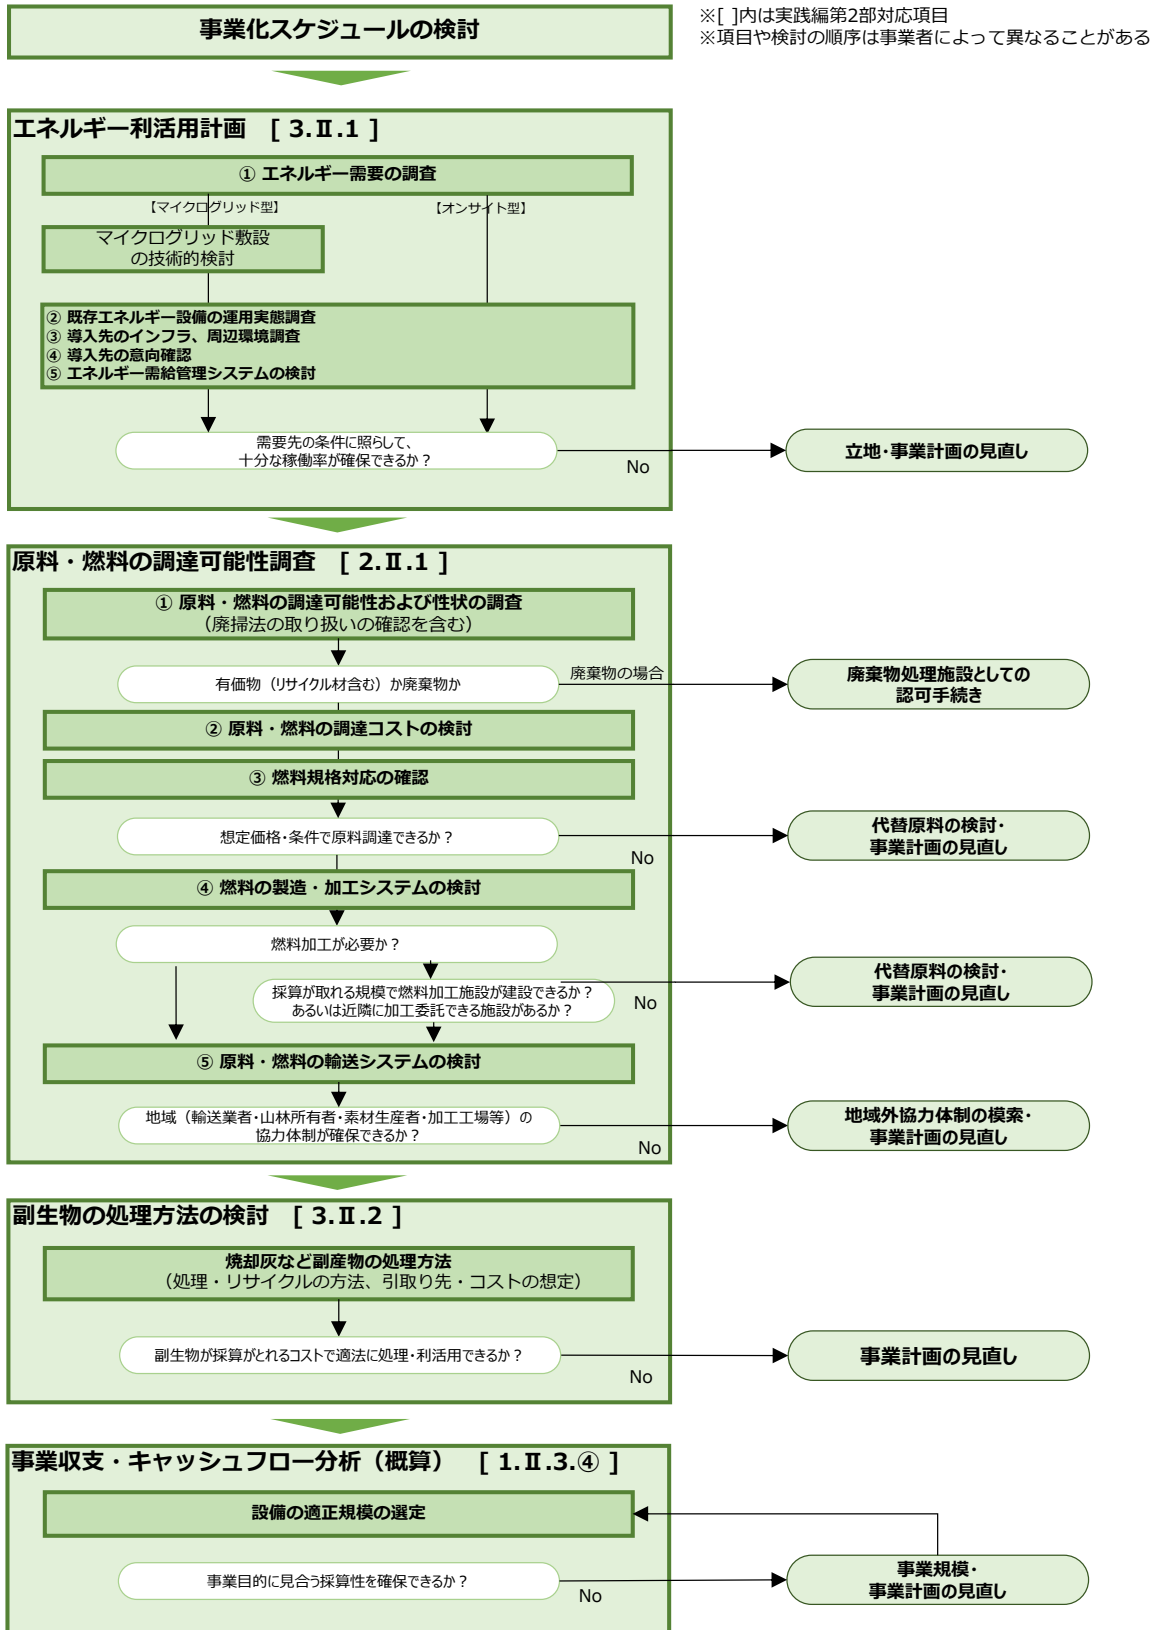 事業化スケジュールの検討
※[ ]内は実践編第2部対応項目
※項目や検討の順序は事業者によって異なることがある
エネルギー利活用計画　[ 3.Ⅱ.1 ]
① エネルギー需要の調査
【マイクログリッド型】
【オンサイト型】
マイクログリッド敷設
の技術的検討
② 既存エネルギー設備の運用実態調査
③ 導入先のインフラ、周辺環境調査
④ 導入先の意向確認
⑤ エネルギー需給管理システムの検討
需要先の条件に照らして、
十分な稼働率が確保できるか？
No
立地・事業計画の見直し
原料・燃料の調達可能性調査　[ 2.Ⅱ.1 ]
① 原料・燃料の調達可能性および性状の調査
（廃掃法の取り扱いの確認を含む）
有価物（リサイクル材含む）か廃棄物か
廃棄物の場合
廃棄物処理施設としての
認可手続き
② 原料・燃料の調達コストの検討
③ 燃料規格対応の確認
想定価格・条件で原料調達できるか？
No
代替原料の検討・
事業計画の見直し
④ 燃料の製造・加工システムの検討
燃料加工が必要か？
採算が取れる規模で燃料加工施設が建設できるか？
あるいは近隣に加工委託できる施設があるか？
No
代替原料の検討・
事業計画の見直し
⑤ 原料・燃料の輸送システムの検討
地域（輸送業者・山林所有者・素材生産者・加工工場等）の
協力体制が確保できるか？
No
地域外協力体制の模索・
事業計画の見直し
副生物の処理方法の検討　[ 3.Ⅱ.2 ]
焼却灰など副産物の処理方法
（処理・リサイクルの方法、引取り先・コストの想定）
副生物が採算がとれるコストで適法に処理・利活用できるか？
No
事業計画の見直し
事業収支・キャッシュフロー分析（概算）　[ 1.Ⅱ.3.④ ]
設備の適正規模の選定
事業目的に見合う採算性を確保できるか？
No
事業規模・
事業計画の見直し